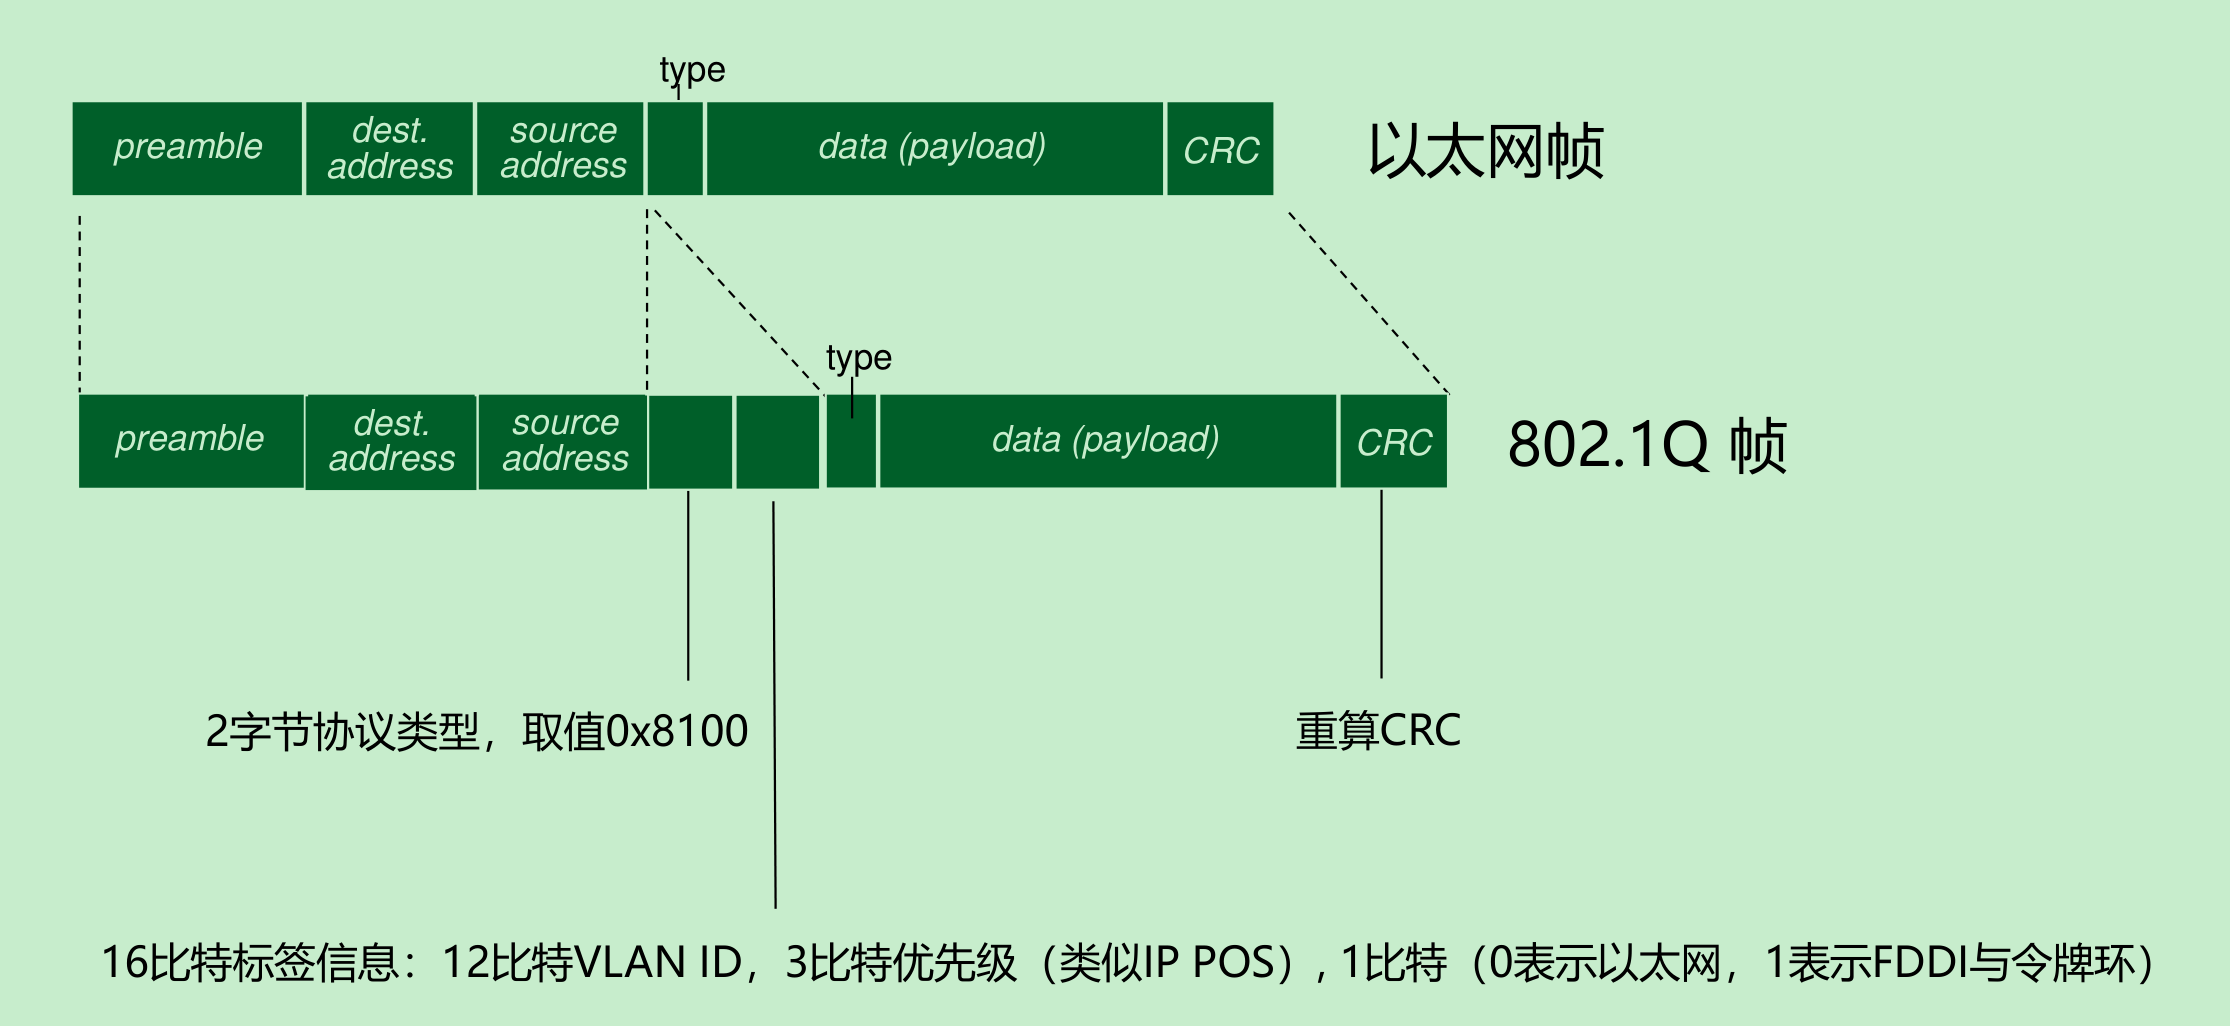 type
preamble
dest.
address
source
address
data (payload)
CRC
以太网帧
type
preamble
dest.
address
source
address
data (payload)
CRC
802.1Q 帧
2字节协议类型，取值0x8100
重算CRC
16比特标签信息：12比特VLAN ID，3比特优先级（类似IP POS）, 1比特（0表示以太网，1表示FDDI与令牌环）